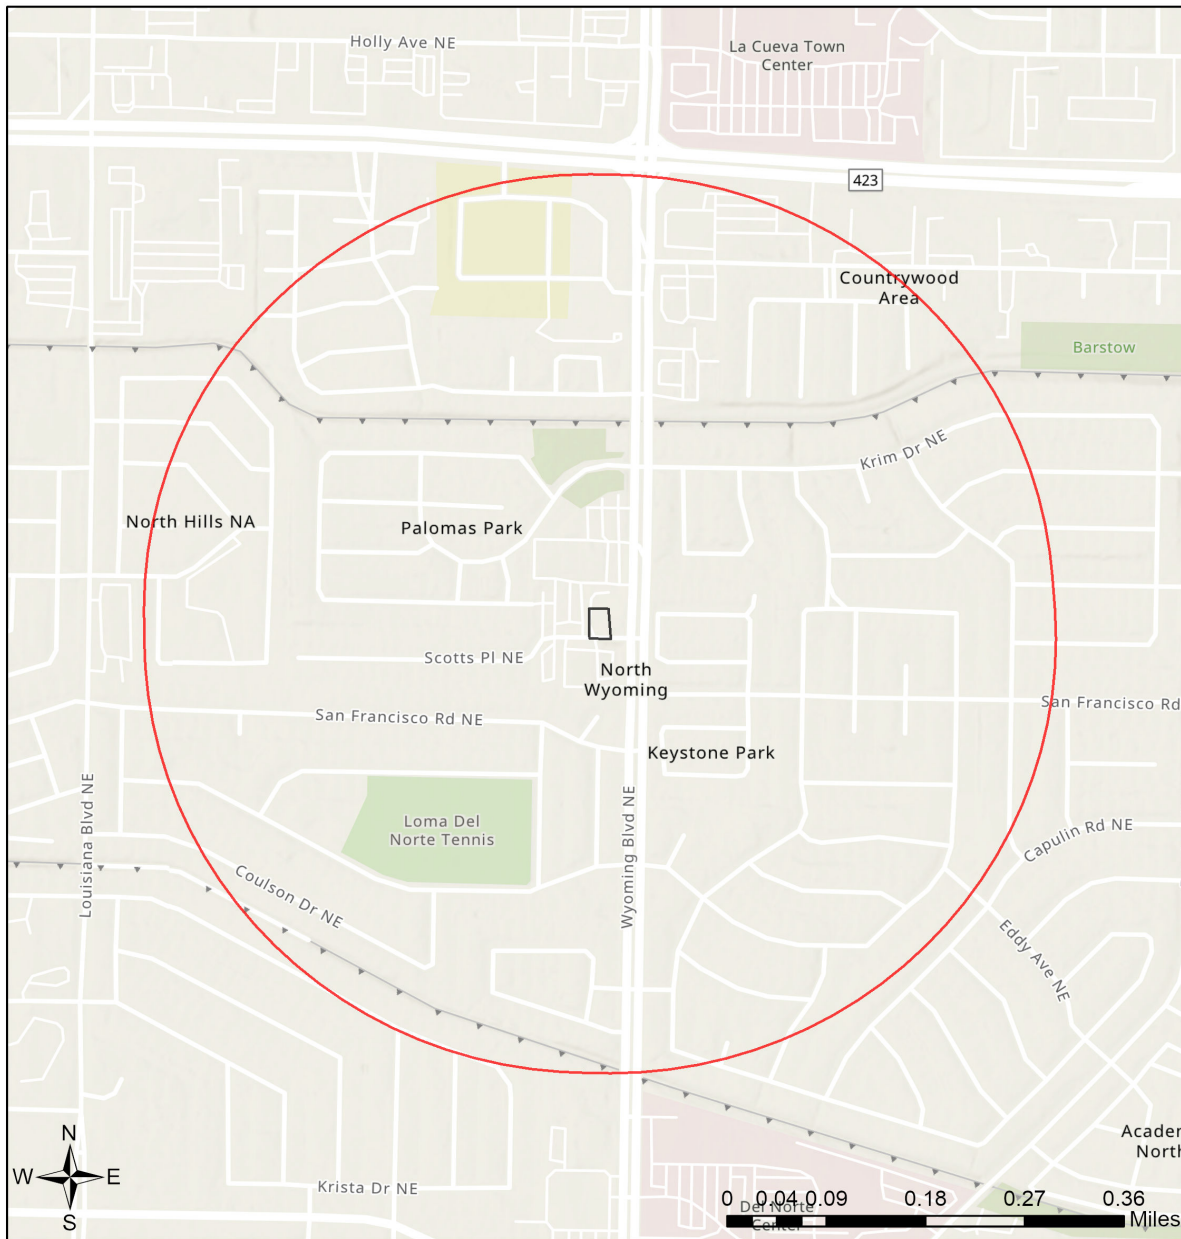 Holly Ave NE
La Cueva Town
Center
423
Countrywood
Area
Barstow
Krim Dr NE
North Hills NA
Palomas Park
Scotts Pl NE
North
Wyoming
San Francisco Rd NE
San Francisco Rd
Keystone Park
Loma Del
Norte Tennis
Louisiana Blvd NE
Wyoming Blvd NE
Capulin Rd NE
Coulson Dr NE
Eddy Ave NE
Academ
North
N
W E
S
Krista Dr NE
0 0.04 0.09 0.18 0.27 0.36
Miles
Del Norte
Center